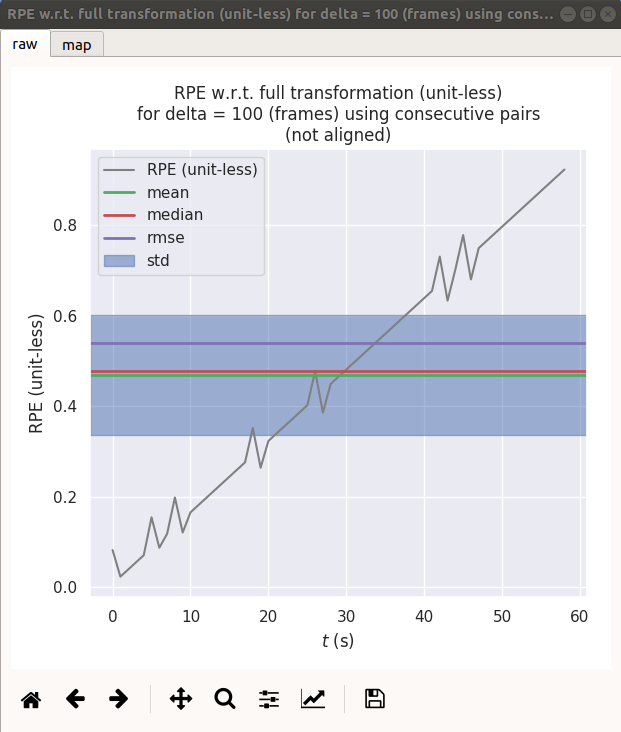 RPE w.r.t. full transformation (unit-less) for delta = 100 (frames) using cons...
raw map
RPE w.r.t. full transformation (unit-less)
for delta = 100 (frames) using consecutive pairs
(not aligned)
RPE (unit-less)
mean
median
rmse
std
RPE (unit-less)
0.8
0.6
0.4
0.2
0.0
0 10 20 30 40 50 60
t (s)